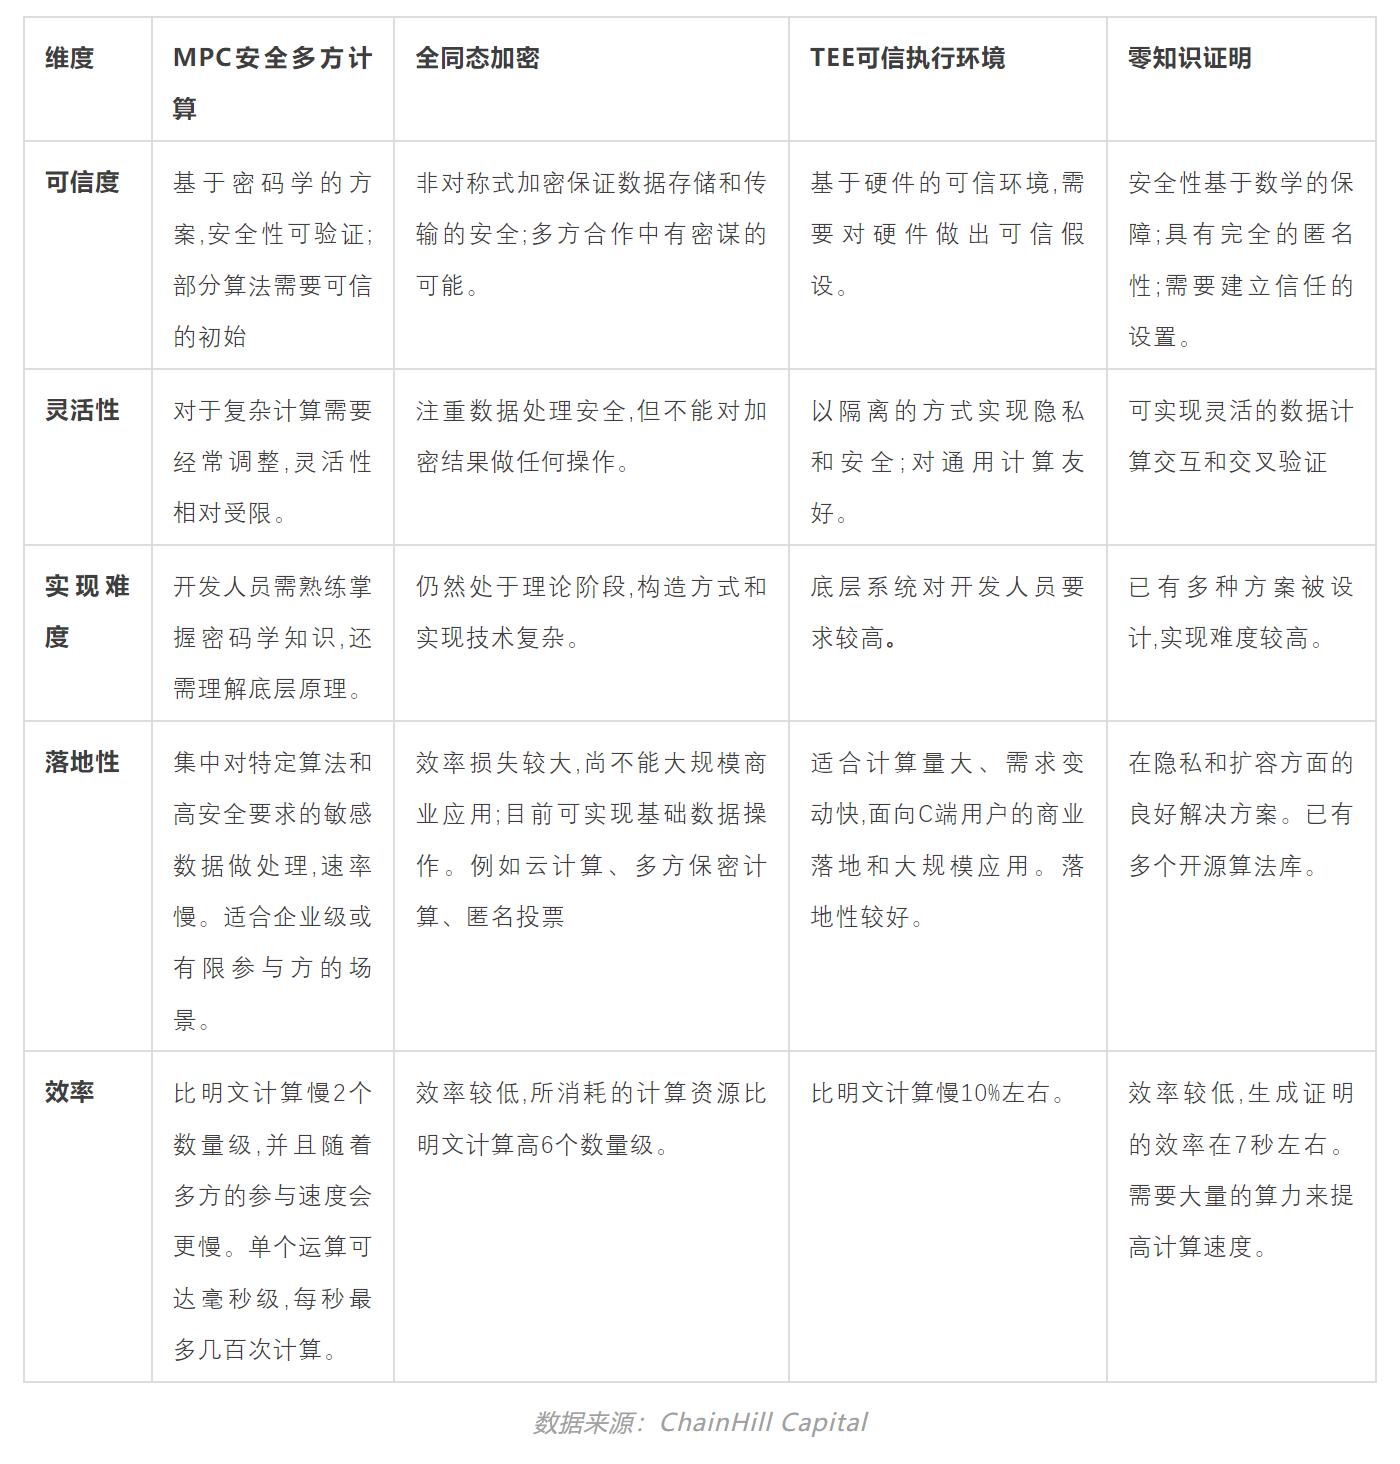 维度
MPC安全多方计
算
全同态加密
TEE可信执行环境
零知识证明
可信度
基于密码学的方
案,安全性可验证;
部分算法需要可信
的初始
非对称式加密保证数据存储和传
输的安全;多方合作中有密谋的
可能。
基于硬件的可信环境,需
要对硬件做出可信假
设。
安全性基于数学的保
障;具有完全的匿名
性;需要建立信任的
设置。
灵活性
对于复杂计算需要
经常调整,灵活性
相对受限。
注重数据处理安全,但不能对加
密结果做任何操作。
以隔离的方式实现隐私
和安全;对通用计算友
好。
可实现灵活的数据计
算交互和交叉验证
实现难
度
开发人员需熟练掌
握密码学知识,还
需理解底层原理。
仍然处于理论阶段,构造方式和
实现技术复杂。
底层系统对开发人员要
求较高。
已有多种方案被设
计,实现难度较高。
落地性
集中对特定算法和
高安全要求的敏感
数据做处理,速率
慢。适合企业级或
有限参与方的场
景。
效率损失较大,尚不能大规模商
业应用;目前可实现基础数据操
作。例如云计算、多方保密计
算、匿名投票
适合计算量大、需求变
动快,面向C端用户的商业
落地和大规模应用。落
地性较好。
在隐私和扩容方面的
良好解决方案。已有
多个开源算法库。
效率
比明文计算慢2个
数量级,并且随着
多方的参与速度会
更慢。单个运算可
达毫秒级,每秒最
多几百次计算。
效率较低,所消耗的计算资源比
明文计算高6个数量级。
比明文计算慢10%左右。
效率较低,生成证明
的效率在7秒左右。
需要大量的算力来提
高计算速度。
数据来源：ChainHill Capital